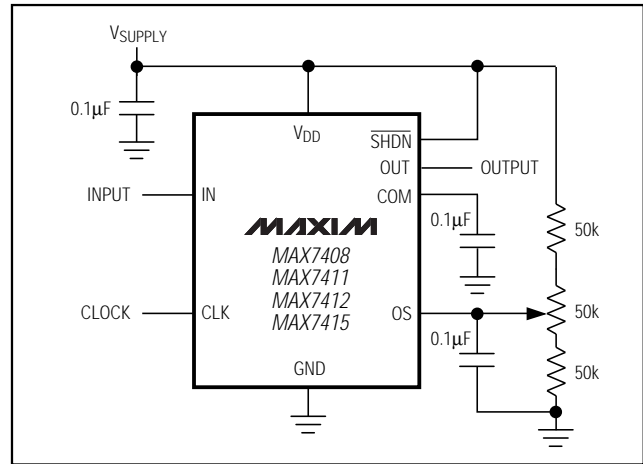 VSUPPLY
0.1μF
VDD
SHDN
OUT
OUTPUT
INPUT
IN
COM
MAXIM
0.1μF
50k
MAX7408
MAX7411
MAX7412
MAX7415
CLOCK
CLK
OS
50k
0.1μF
GND
50k